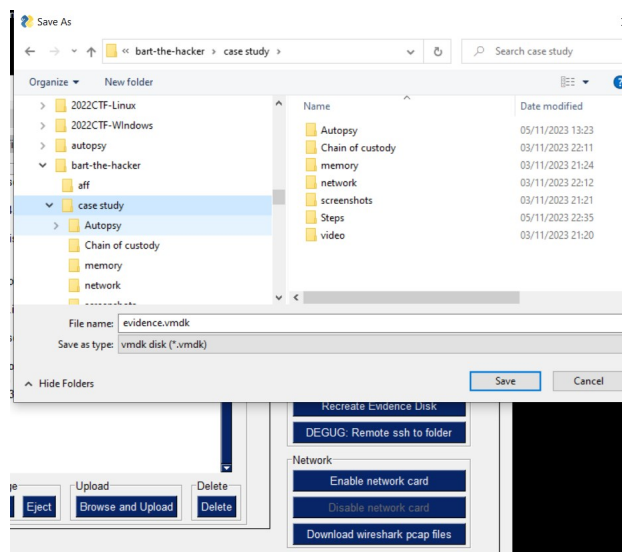 Save As
« bart-the-hacker › case study ›
Search case study
Organize
New folder
2022CTF-Linux
2022CTF-WIndows
autopsy
bart-the-hacker
aff
case study
Autopsy
Chain of custody
memory
network
Name Date modified
Autopsy 05/11/2023 13:23
Chain of custody 03/11/2023 22:11
memory 03/11/2023 21:24
network 03/11/2023 22:12
screenshots 03/11/2023 21:21
Steps 05/11/2023 22:35
video 03/11/2023 21:20
File name: evidence.vmdk
Save as type: vmdk disk (*.vmdk)
Hide Folders
Save
Cancel
Recreate Evidence Disk
DEGUG: Remote ssh to folder
Network
Enable network card
Disable network card
Download wireshark pcap files
Eject
Upload
Browse and Upload
Delete
Delete